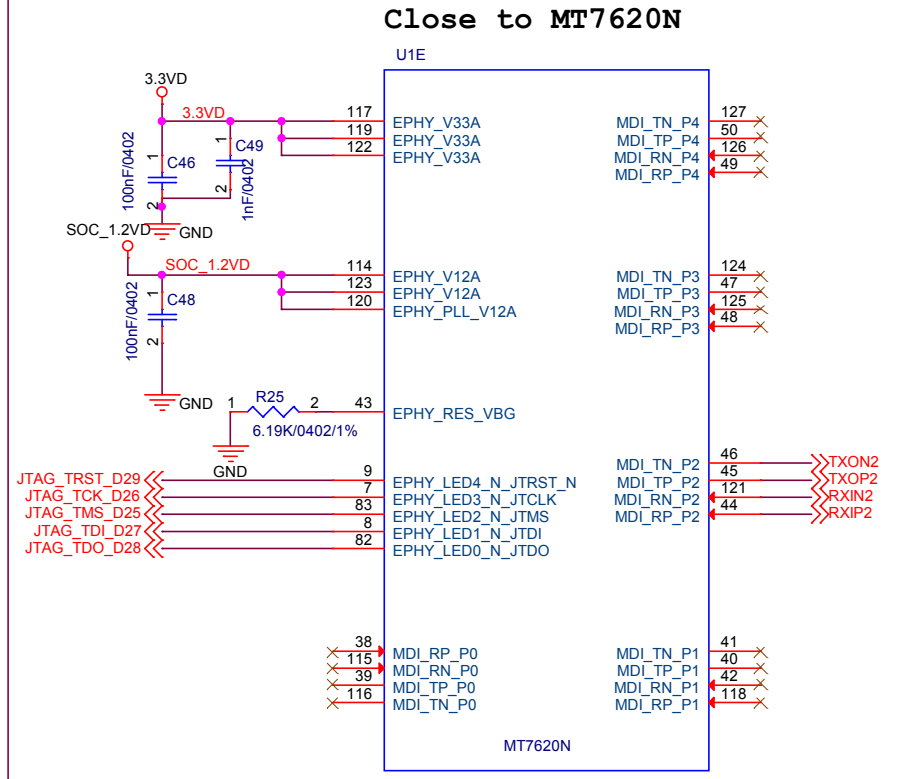 Close to MT7620N
U1E
3.3VD
3.3VD
117 EPHY_V33A
119 EPHY_V33A
122 EPHY_V33A
1 C46 2 100nF/0402
1 C49 2 1nF/0402
GND
SOC_1.2VD
SOC_1.2VD
114 EPHY_V12A
123 EPHY_V12A
120 EPHY_PLL_V12A
1 C48 2 100nF/0402
GND
1 R25 2 43 EPHY_RES_VBG
6.19K/0402/1%
GND
JTAG_TRST_D29 9 EPHY_LED4_N_JTRST_N
JTAG_TCK_D26 7 EPHY_LED3_N_JTCLK
JTAG_TMS_D25 83 EPHY_LED2_N_JTMS
JTAG_TDI_D27 8 EPHY_LED1_N_JTDI
JTAG_TDO_D28 82 EPHY_LED0_N_JTDO
38 MDI_RP_P0
115 MDI_RN_P0
39 MDI_TP_P0
116 MDI_TN_P0
MDI_TN_P4 127
MDI_TP_P4 50
MDI_RN_P4 126
MDI_RP_P4 49
MDI_TN_P3 124
MDI_TP_P3 47
MDI_RN_P3 125
MDI_RP_P3 48
MDI_TN_P2 46 TXON2
MDI_TP_P2 45 TXOP2
MDI_RN_P2 121 RXIN2
MDI_RP_P2 44 RXIP2
MDI_TN_P1 41
MDI_TP_P1 40
MDI_RN_P1 42
MDI_RP_P1 118
MT7620N